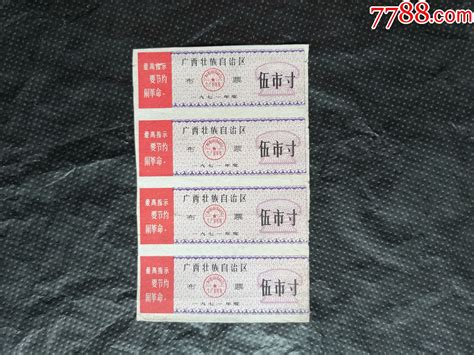 7788.com
最高指示
要节约
闹革命。
广西壮族自治区
布 票
伍市寸
一九七一年度
最高指示
要节约
闹革命。
广西壮族自治区
布 票
伍市寸
一九七一年度
最高指示
要节约
闹革命。
广西壮族自治区
布 票
伍市寸
一九七一年度
最高指示
要节约
闹革命。
广西壮族自治区
布 票
伍市寸
一九七一年度